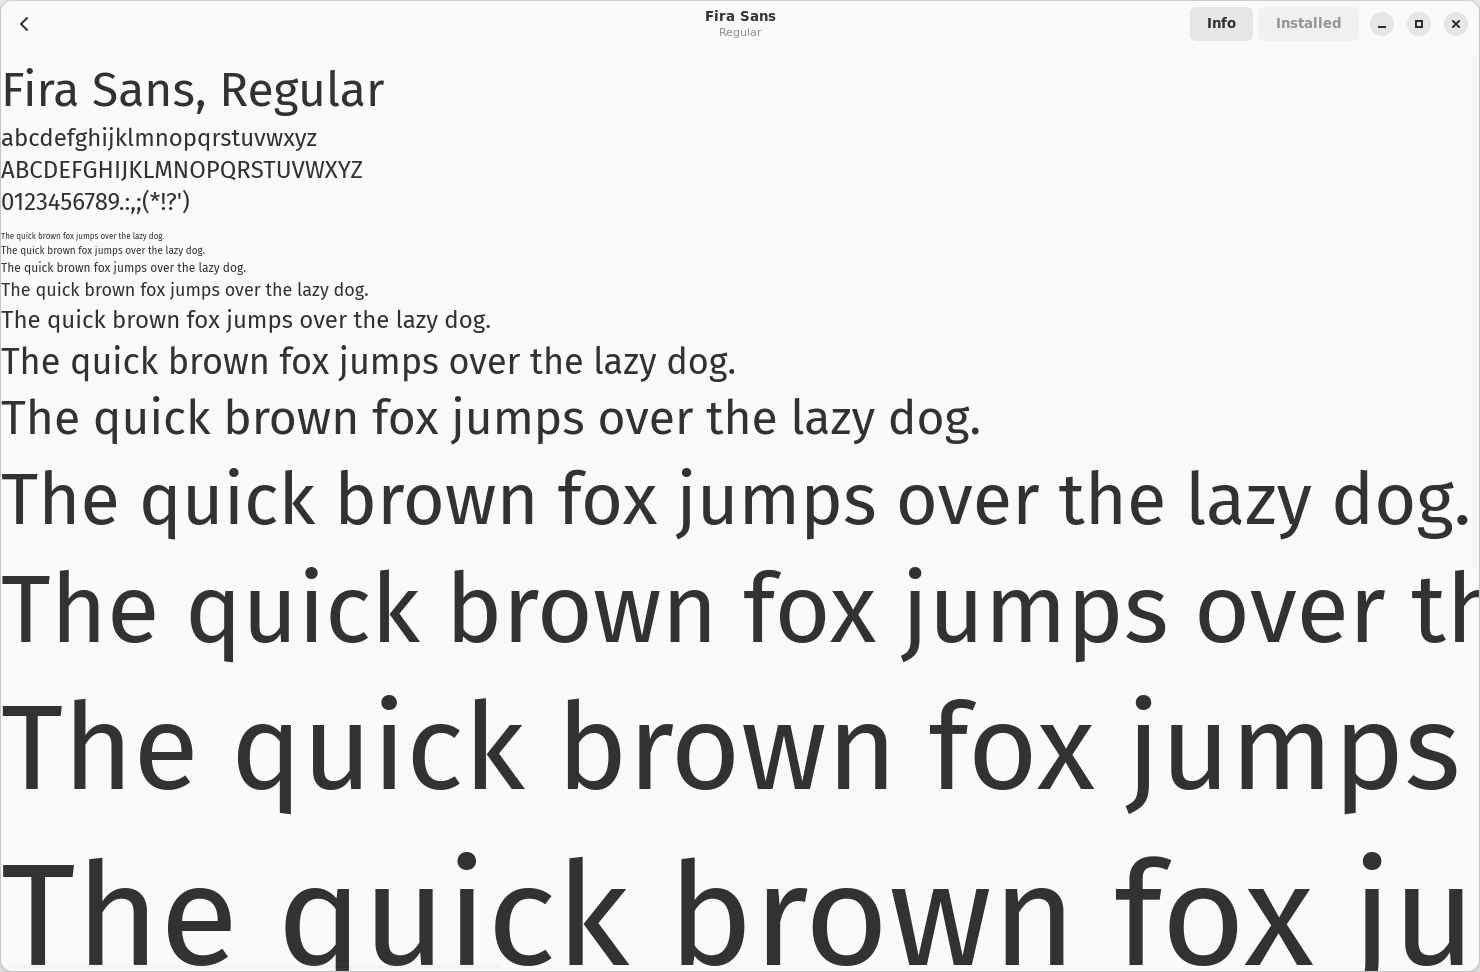 Fira Sans
Regular
Info
Installed
Fira Sans, Regular
abcdefghijklmnopqrstuvwxyz
ABCDEFGHIJKLMNOPQRSTUVWXYZ
0123456789.:,;(*!?')
The quick brown fox jumps over the lazy dog.
The quick brown fox jumps over the lazy dog.
The quick brown fox jumps over the lazy dog.
The quick brown fox jumps over the lazy dog.
The quick brown fox jumps over the lazy dog.
The quick brown fox jumps over the lazy dog.
The quick brown fox jumps over the lazy dog.
The quick brown fox jumps over the lazy dog.
The quick brown fox jumps over th
The quick brown fox jumps
The quick brown fox ju